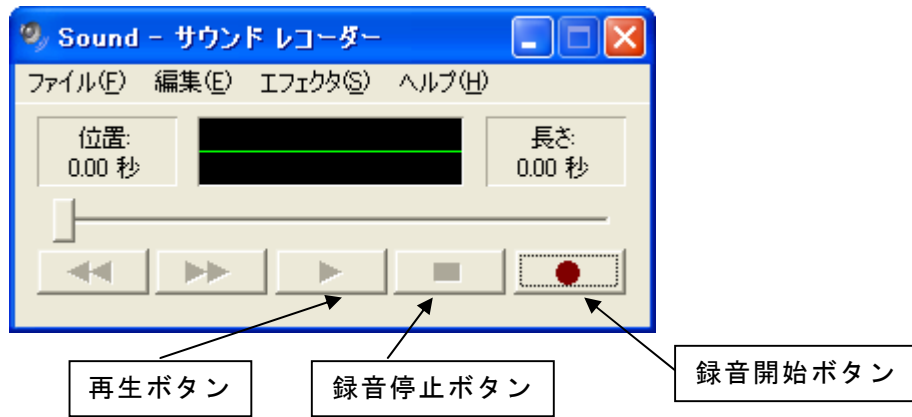 Sound - サウンド レコーダー
ファイル(F) 編集(E) エフェクタ(S) ヘルプ(H)
位置:
0.00 秒
長さ:
0.00 秒
再生ボタン
録音停止ボタン
録音開始ボタン